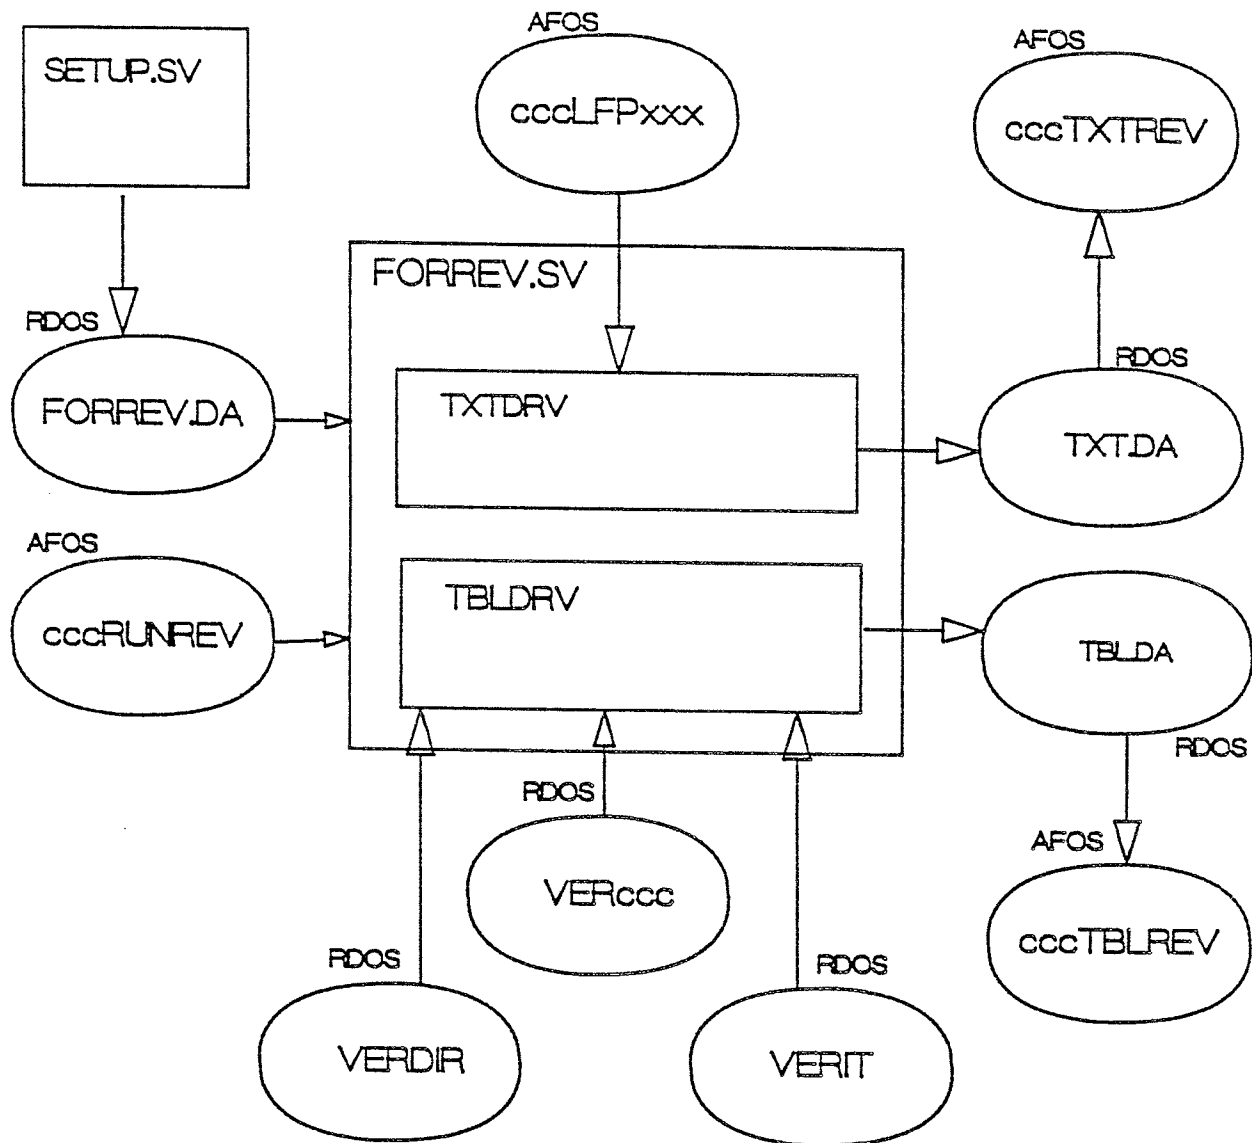 AFOS
SETUP.SV
cccLFPxxx
AFOS
cccTXTREV
FORREV.SV
RDOS
FORREV.DA
TXTDRV
RDOS
TXT.DA
AFOS
cccRUNREV
TBLDRV
TBL.DA
RDOS
RDOS
VERccc
AFOS
cccTBLREV
RDOS
VERDIR
RDOS
VERIT